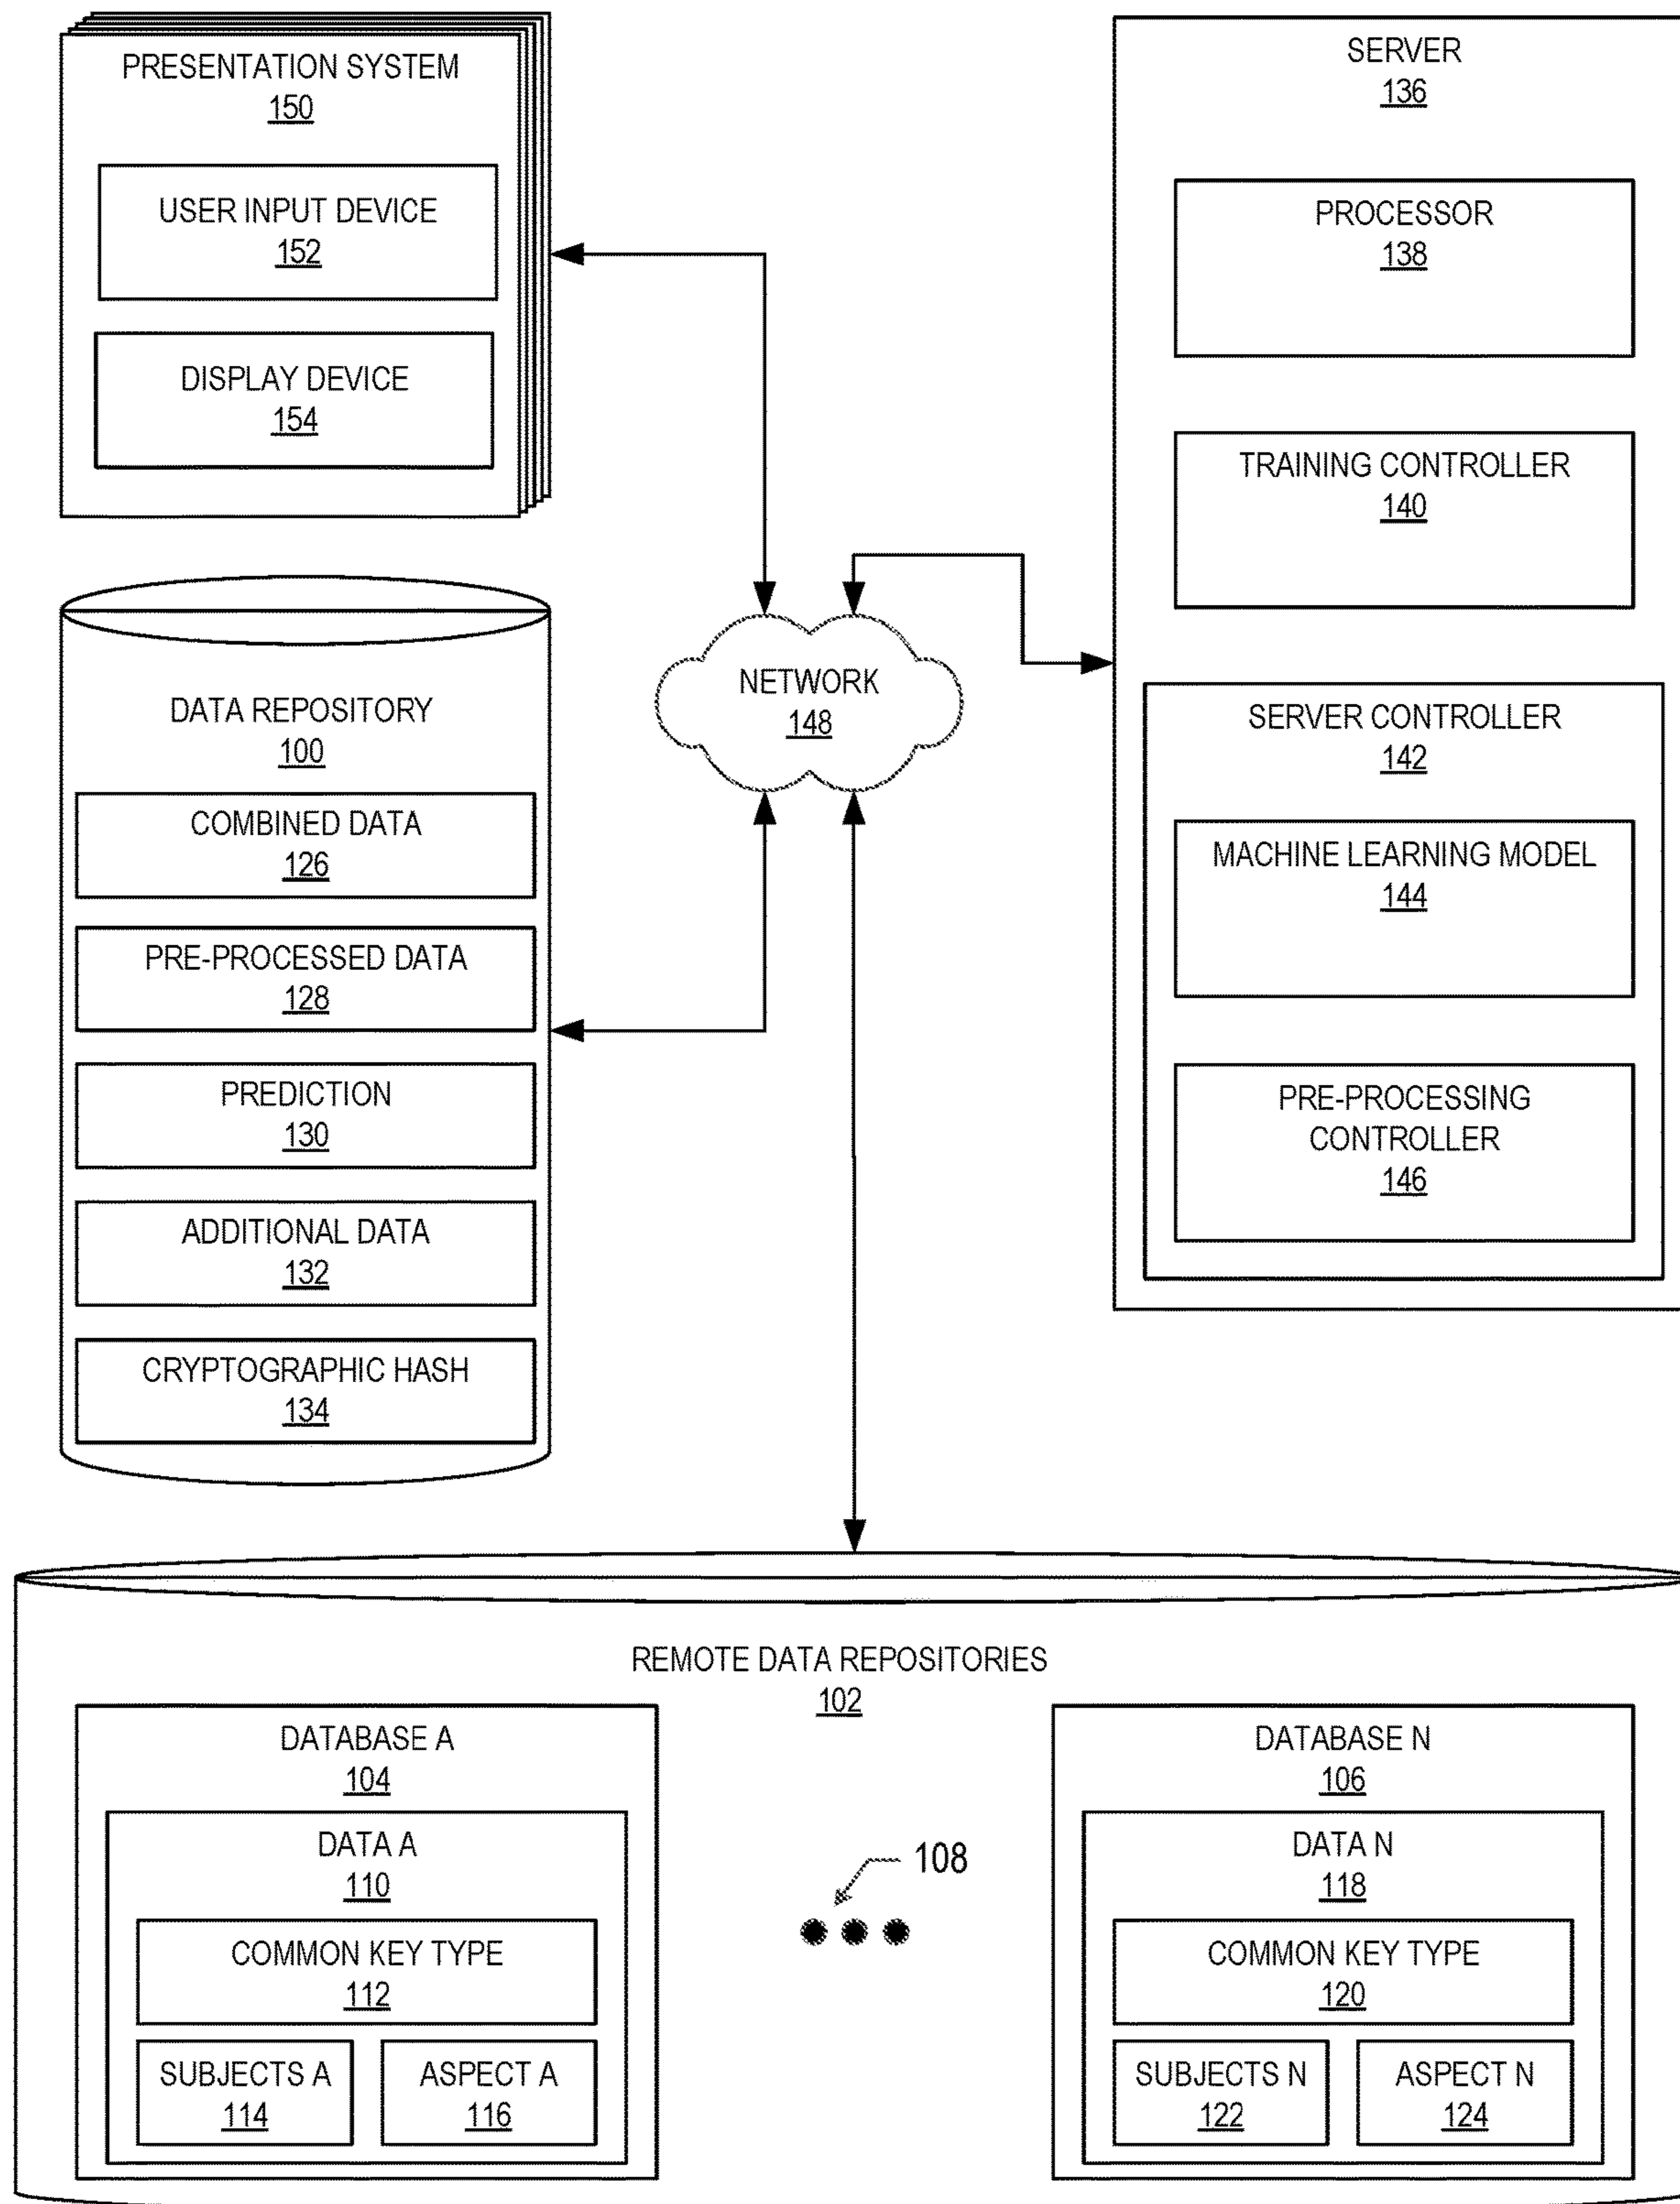 PRESENTATION SYSTEM
150
USER INPUT DEVICE
152
DISPLAY DEVICE
154
SERVER
136
PROCESSOR
138
TRAINING CONTROLLER
140
SERVER CONTROLLER
142
MACHINE LEARNING MODEL
144
PRE-PROCESSING
CONTROLLER
146
NETWORK
148
DATA REPOSITORY
100
COMBINED DATA
126
PRE-PROCESSED DATA
128
PREDICTION
130
ADDITIONAL DATA
132
CRYPTOGRAPHIC HASH
134
REMOTE DATA REPOSITORIES
102
DATABASE A
104
DATA A
110
COMMON KEY TYPE
112
SUBJECTS A
114
ASPECT A
116
108
DATABASE N
106
DATA N
118
COMMON KEY TYPE
120
SUBJECTS N
122
ASPECT N
124